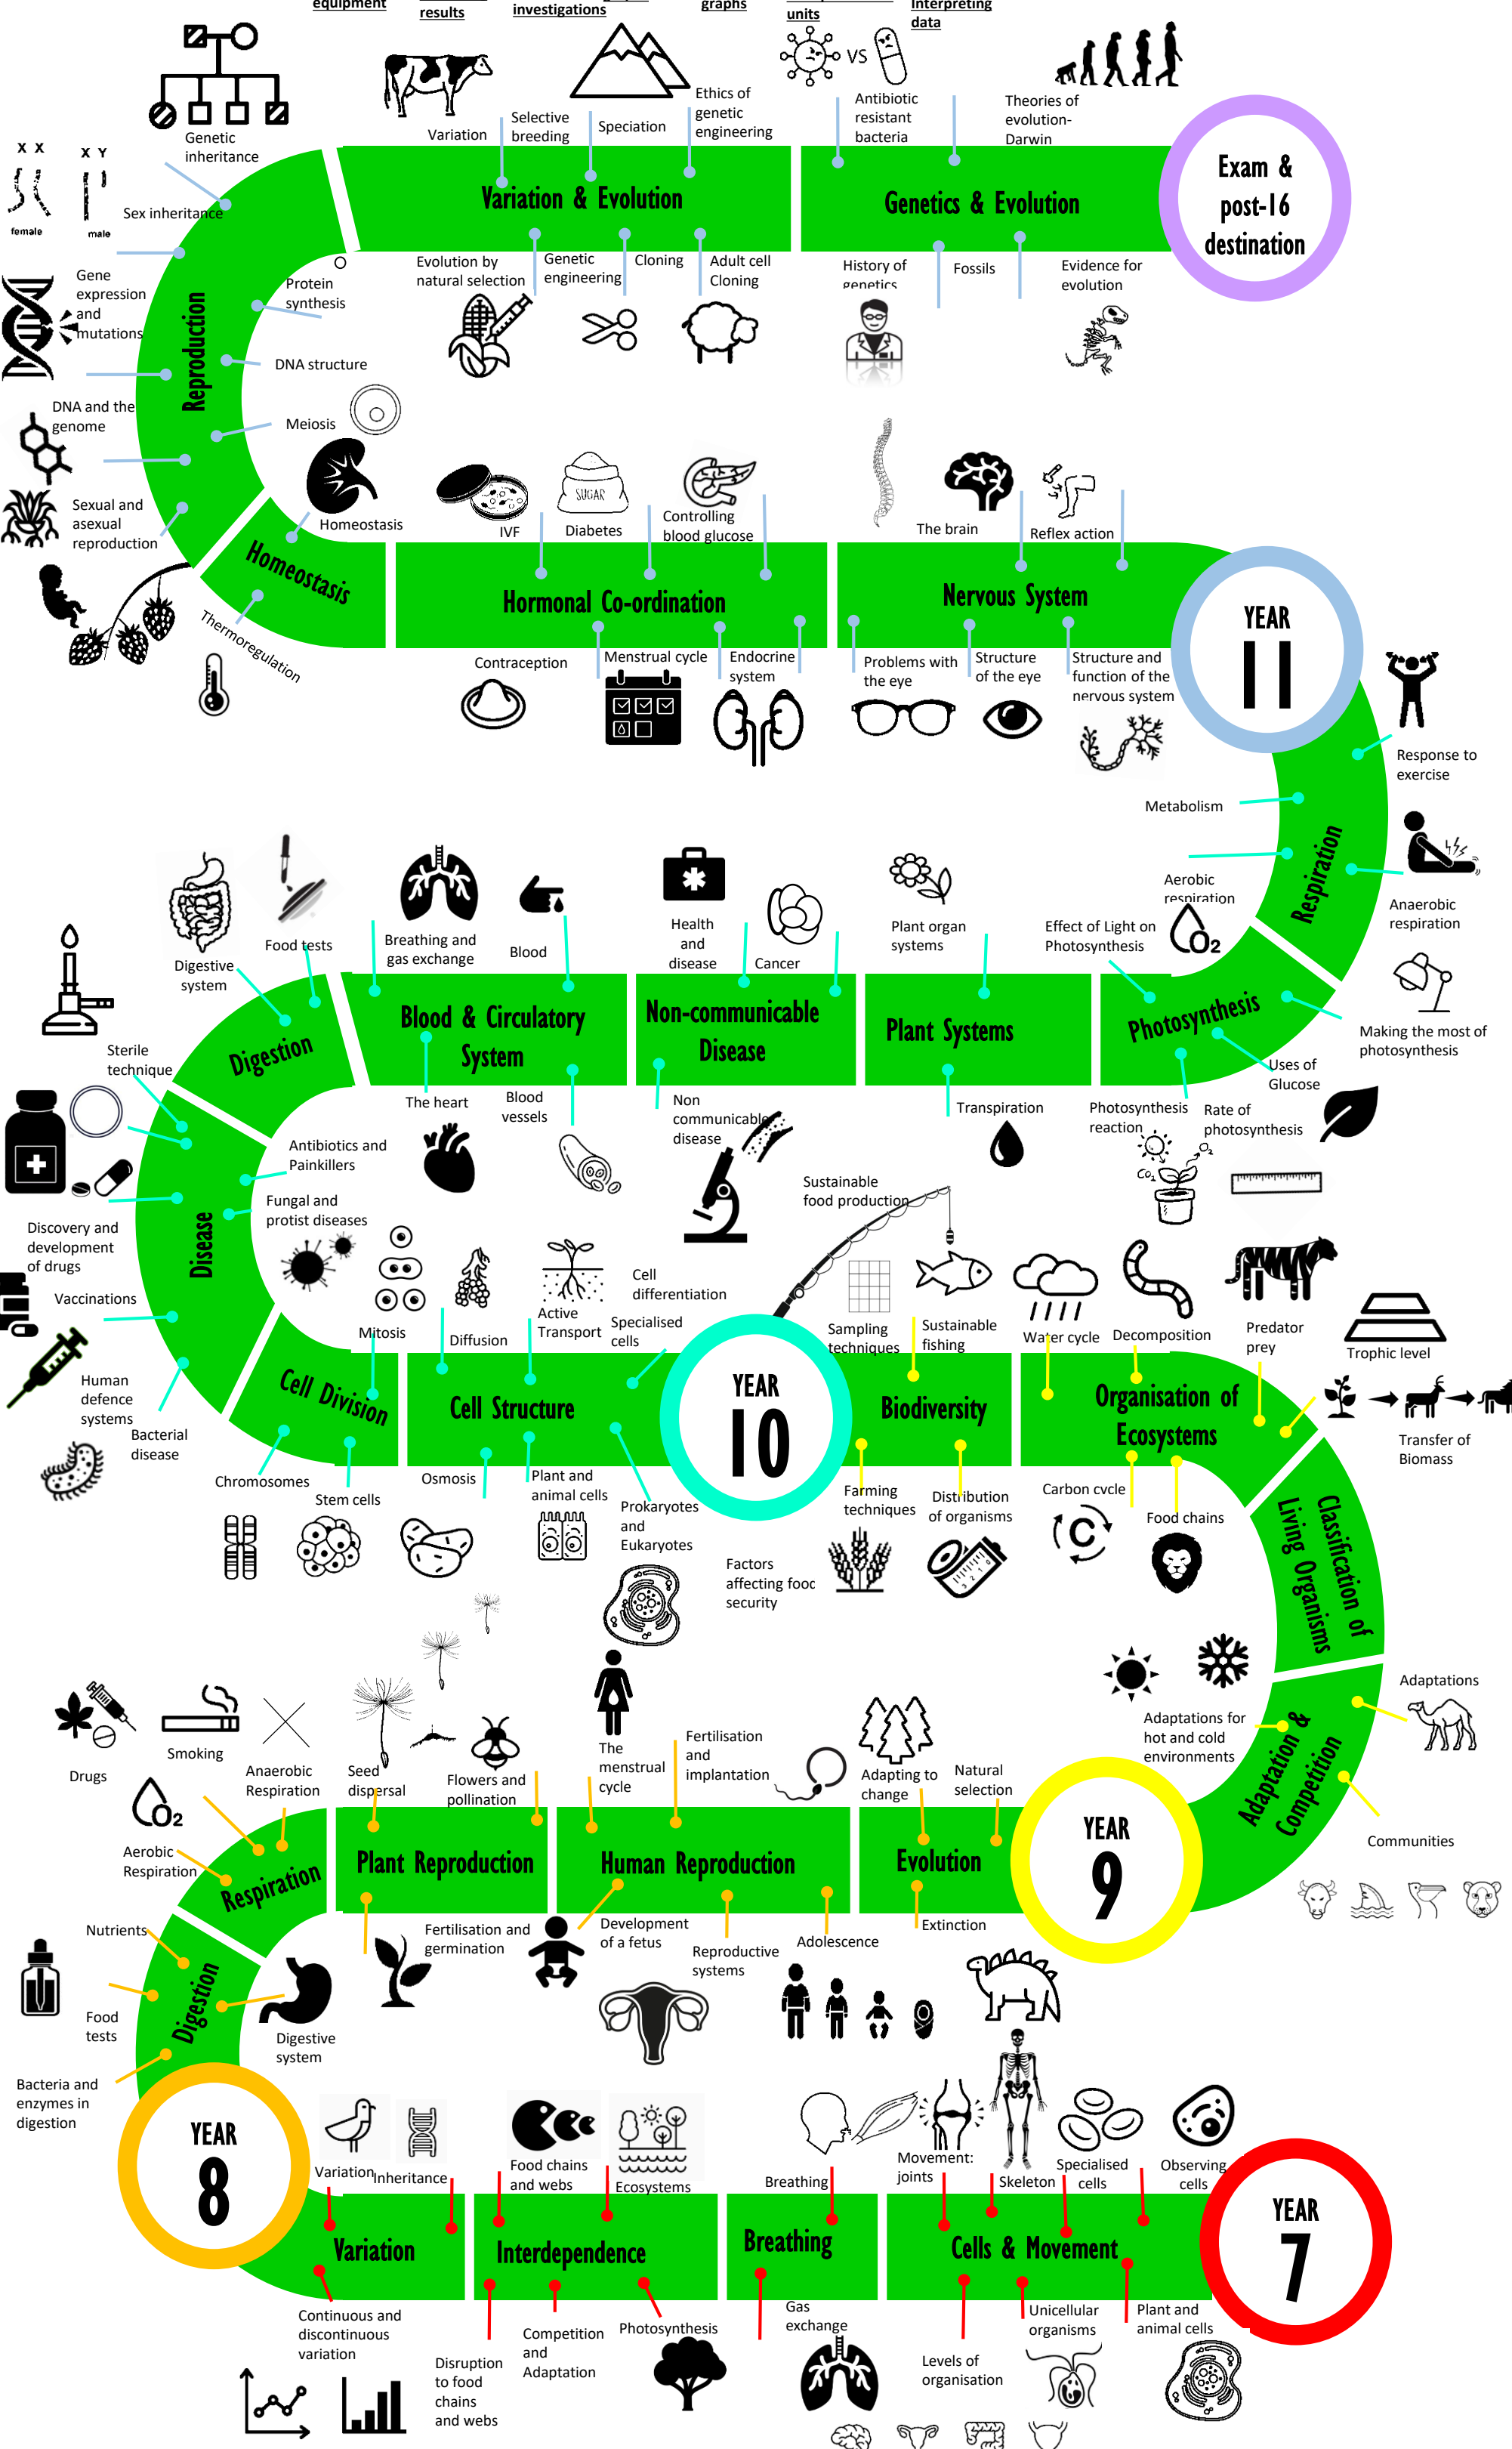 equipment
results
investigations
graphs
units
Interpreting
data
VS
Genetic
inheritance
Variation
Selective
breeding
Speciation
Ethics of
genetic
engineering
Antibiotic
resistant
bacteria
Theories of
evolution-
Darwin
X X
X Y
female
male
Sex inheritance
Variation & Evolution
Genetics & Evolution
Exam &
post-16
destination
Gene
expression
and
mutations
Protein
synthesis
Evolution by
natural selection
Genetic
engineering
Cloning
Adult cell
Cloning
History of
genetics
Fossils
Evidence for
evolution
Reproduction
DNA structure
DNA and the
genome
Meiosis
Sexual and
asexual
reproduction
Homeostasis
IVF
SUGAR
Diabetes
Controlling
blood glucose
The brain
Reflex action
Homeostasis
Hormonal Co-ordination
Nervous System
YEAR
11
Thermoregulation
Contraception
Menstrual cycle
Endocrine
system
Problems with
the eye
Structure
of the eye
Structure and
function of the
nervous system
Response to
exercise
Metabolism
Respiration
Aerobic
respiration
O2
Anaerobic
respiration
Digestive
system
Food tests
Breathing and
gas exchange
Blood
Health
and
disease
Cancer
Plant organ
systems
Effect of Light on
Photosynthesis
Digestion
Blood & Circulatory
System
Non-communicable
Disease
Plant Systems
Photosynthesis
Making the most of
photosynthesis
Sterile
technique
The heart
Blood
vessels
Non
communicable
disease
Transpiration
Photosynthesis
reaction
Rate of
photosynthesis
Uses of
Glucose
CO2
O2
Antibiotics and
Painkillers
Fungal and
protist diseases
Disease
Discovery and
development
of drugs
Vaccinations
Human
defence
systems
Bacterial
disease
Sustainable
food production
Mitosis
Diffusion
Active
Transport
Cell
differentiation
Specialised
cells
Sampling
techniques
Sustainable
fishing
Water cycle
Decomposition
Predator
prey
Trophic level
Cell Division
Cell Structure
YEAR
10
Biodiversity
Organisation of
Ecosystems
Transfer of
Biomass
Chromosomes
Stem cells
Osmosis
Plant and
animal cells
Prokaryotes
and
Eukaryotes
Factors
affecting food
security
Farming
techniques
Distribution
of organisms
Carbon cycle
C
Food chains
Classification of
Living Organisms
Adaptations
Adaptations for
hot and cold
environments
Adaptation &
Competition
Communities
Drugs
Smoking
Anaerobic
Respiration
Seed
dispersal
Flowers and
pollination
The
menstrual
cycle
Fertilisation
and
implantation
Adapting to
change
Natural
selection
O2
Aerobic
Respiration
Respiration
Plant Reproduction
Human Reproduction
Evolution
YEAR
9
Nutrients
Fertilisation and
germination
Development
of a fetus
Reproductive
systems
Adolescence
Extinction
Digestion
Food
tests
Digestive
system
Bacteria and
enzymes in
digestion
YEAR
8
Variation
Inheritance
Food chains
and webs
Ecosystems
Breathing
Movement:
joints
Skeleton
Specialised
cells
Observing
cells
Variation
Interdependence
Breathing
Cells & Movement
YEAR
7
Continuous and
discontinuous
variation
Disruption
to food
chains
and webs
Competition
and
Adaptation
Photosynthesis
Gas
exchange
Levels of
organisation
Unicellular
organisms
Plant and
animal cells